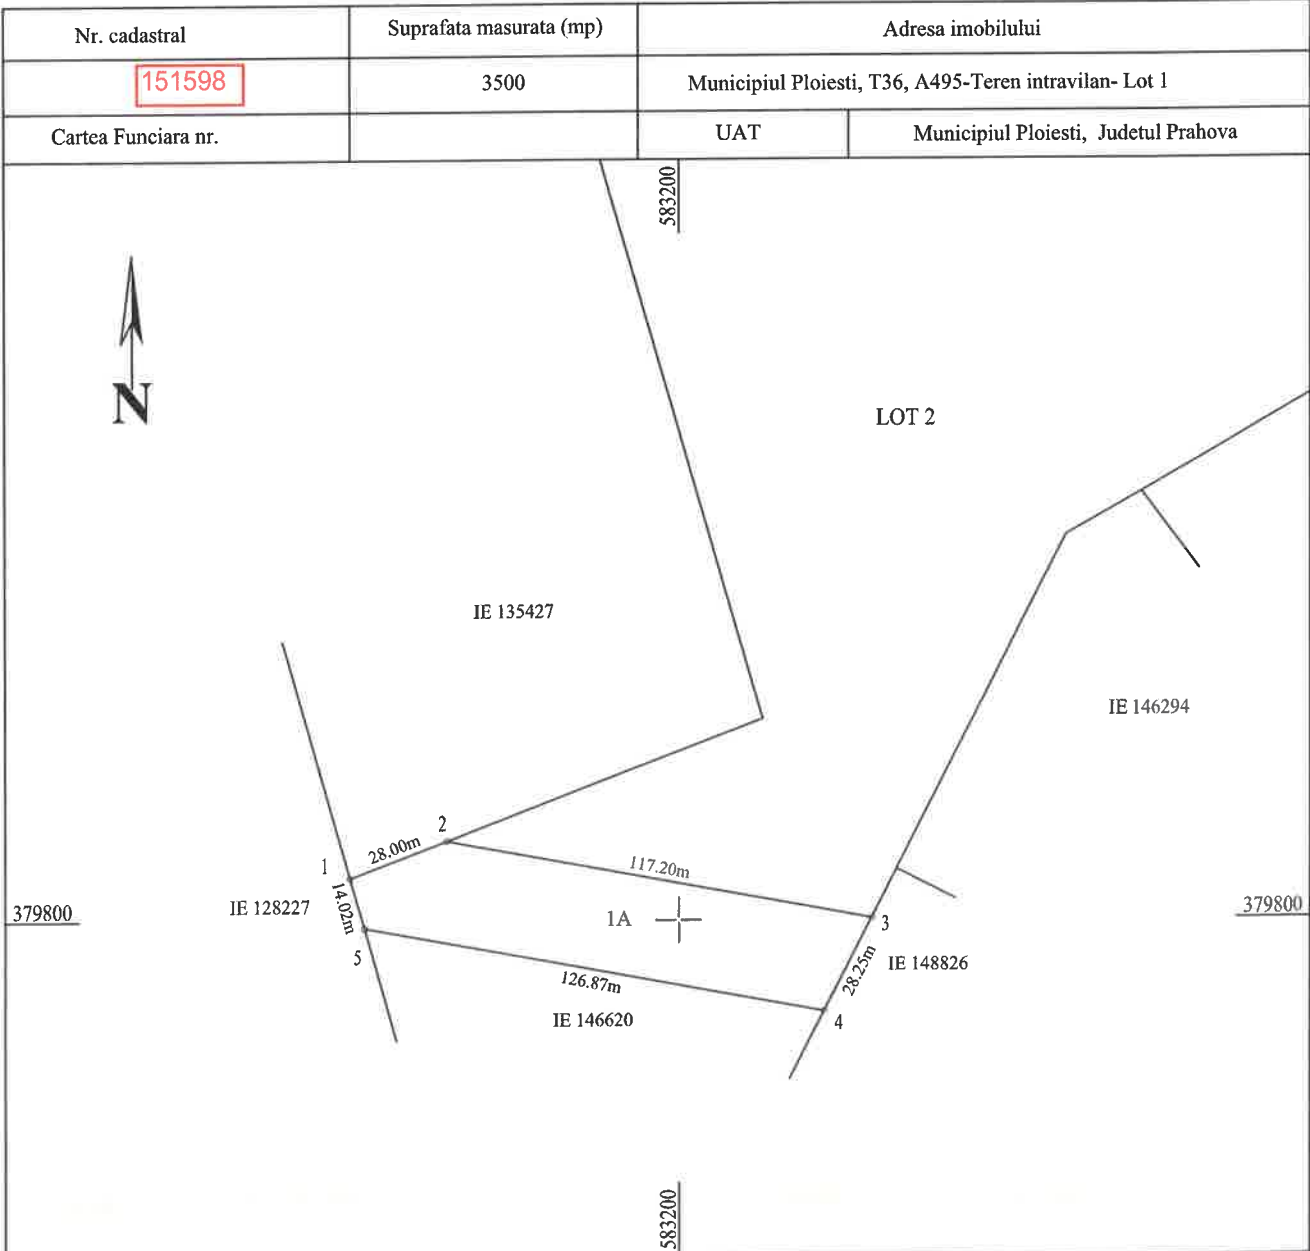 Nr. cadastral Suprafata masurata (mp) Adresa imobilului
151598 3500 Municipiul Ploiesti, T36, A495-Teren intravilan- Lot 1
Cartea Funciara nr. UAT Municipiul Ploiesti, Judetul Prahova
583200
N
LOT 2
IE 135427
IE 146294
2
28.00m
1
117.20m
14.02m
IE 128227
379800
1A
379800
3
5
28.25m
IE 148826
126.87m
IE 146620
4
583200